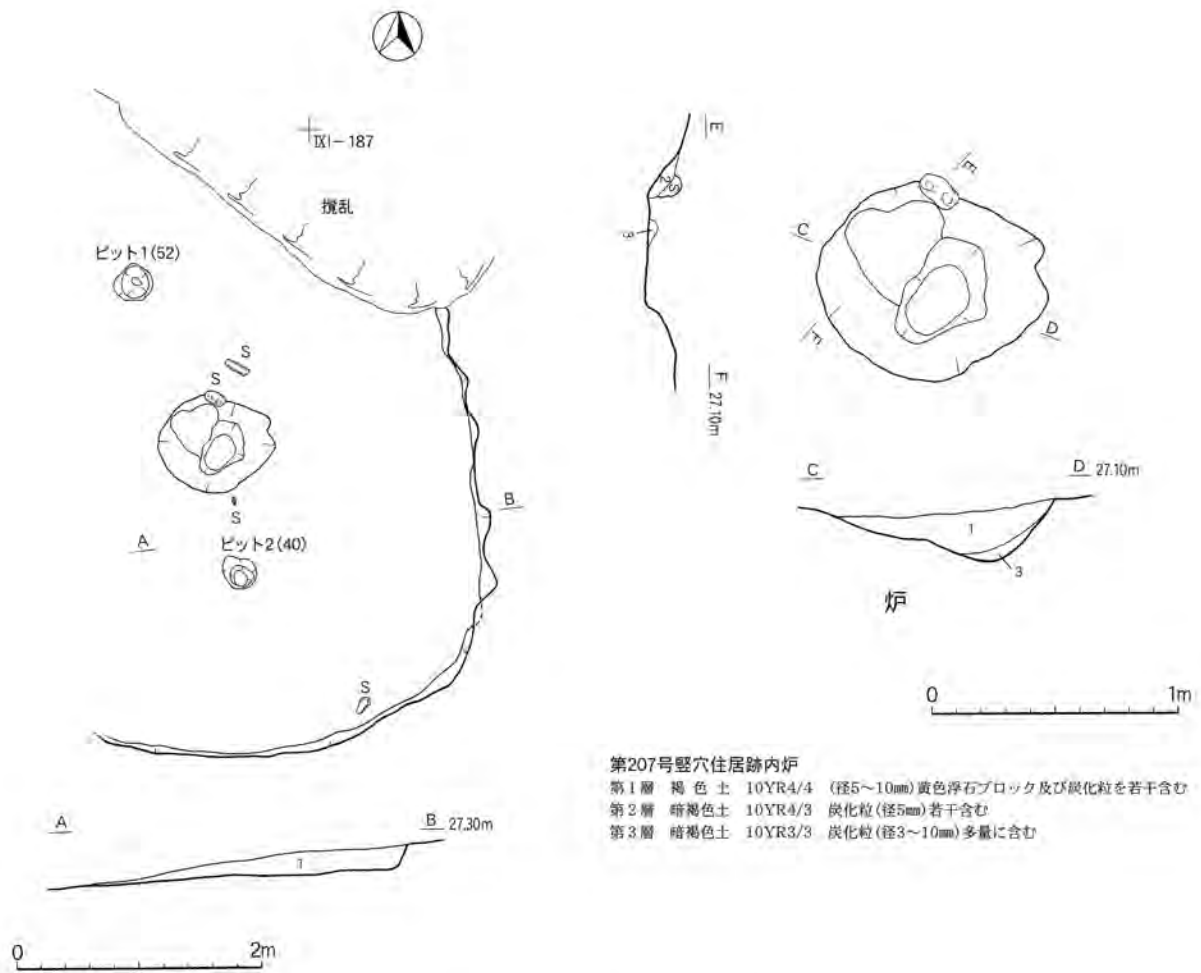 Ⅸ I－187
攪乱
ピット1(52)
S
S
S
A
B
ピット2(40)
S
A
B 27.30m
1
0 2m
E
S
2
3
F 27.10m
E
C
F
D
C
D 27.10m
1
3
炉
0 1m
第207号竪穴住居跡内炉
第1層 褐色土 10YR4/4 (径5～10㎜)黄色浮石ブロック及び炭化粒を若干含む
第2層 暗褐色土 10YR4/3 炭化粒(径5㎜)若干含む
第3層 暗褐色土 10YR3/3 炭化粒(径3～10㎜)多量に含む